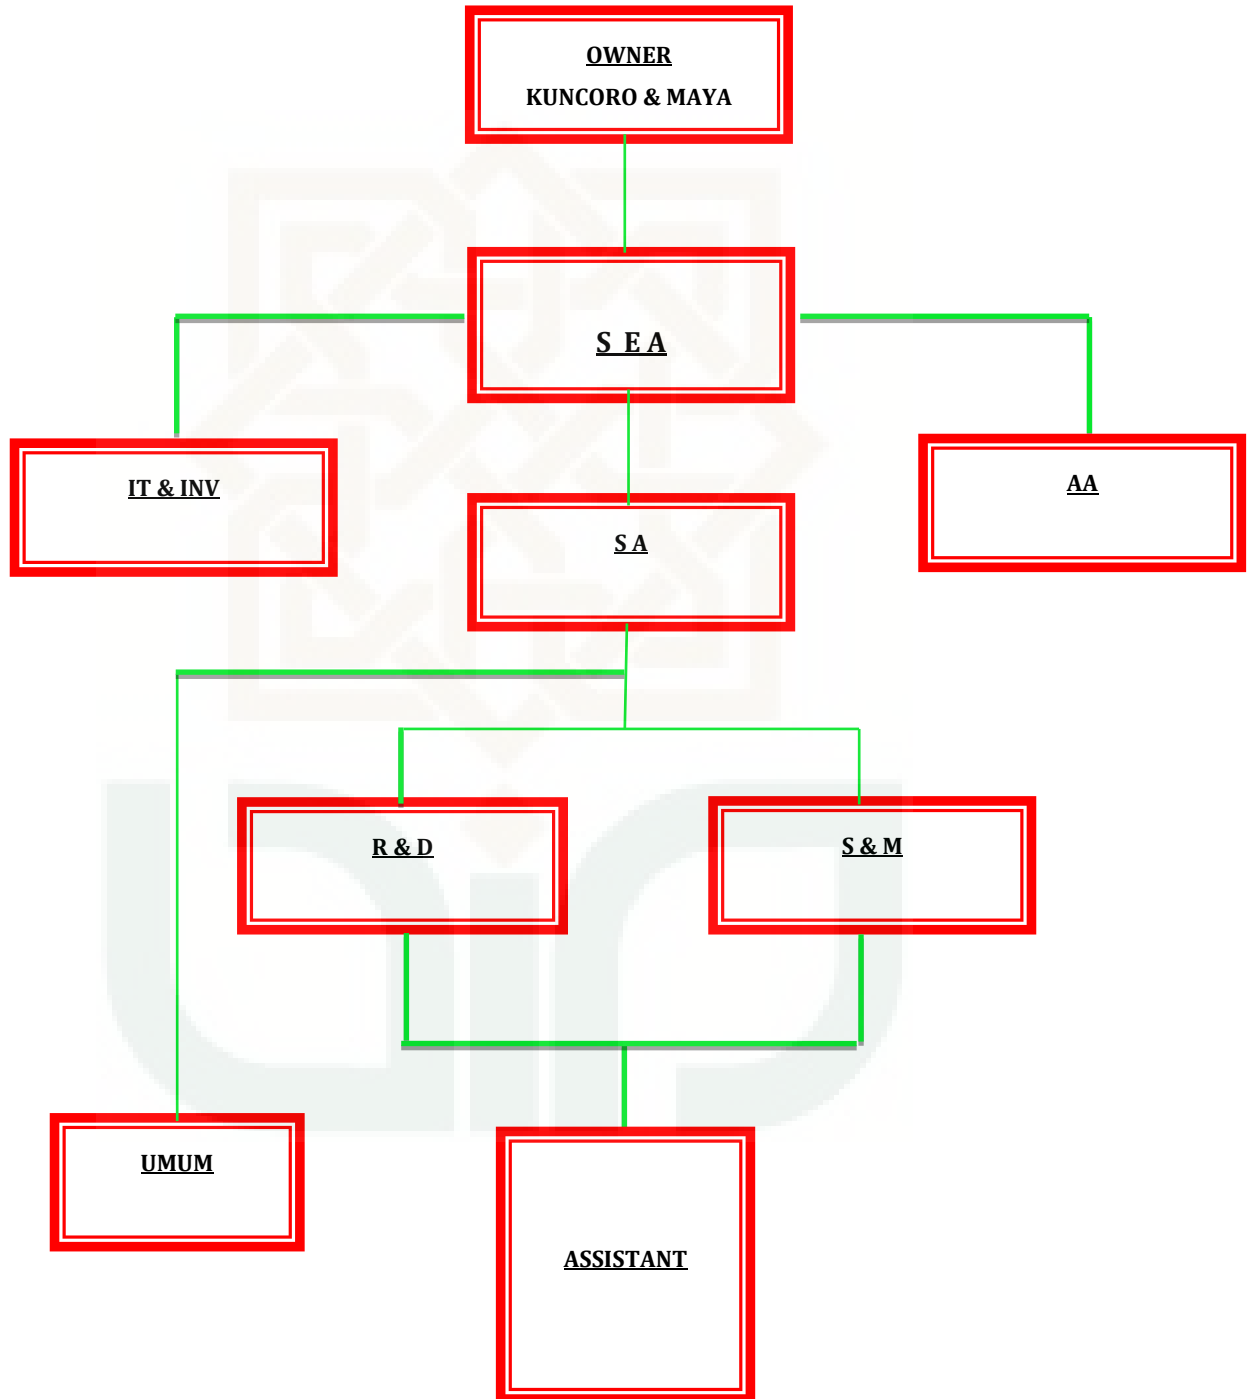 OWNER
KUNCORO & MAYA
S E A
IT & INV
AA
S A
R & D
S & M
UMUM
ASSISTANT